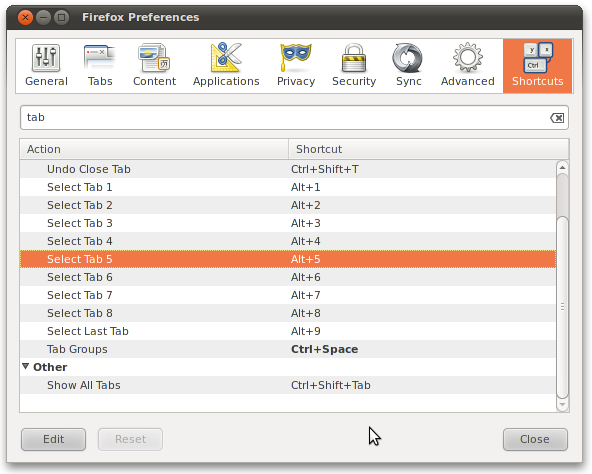 Firefox Preferences
General Tabs Content Applications Privacy Security Sync Advanced Shortcuts
y x
Ctrl
tab
Action Shortcut
Undo Close Tab Ctrl+Shift+T
Select Tab 1 Alt+1
Select Tab 2 Alt+2
Select Tab 3 Alt+3
Select Tab 4 Alt+4
Select Tab 5 Alt+5
Select Tab 6 Alt+6
Select Tab 7 Alt+7
Select Tab 8 Alt+8
Select Last Tab Alt+9
Tab Groups Ctrl+Space
Other
Show All Tabs Ctrl+Shift+Tab
Edit Reset Close